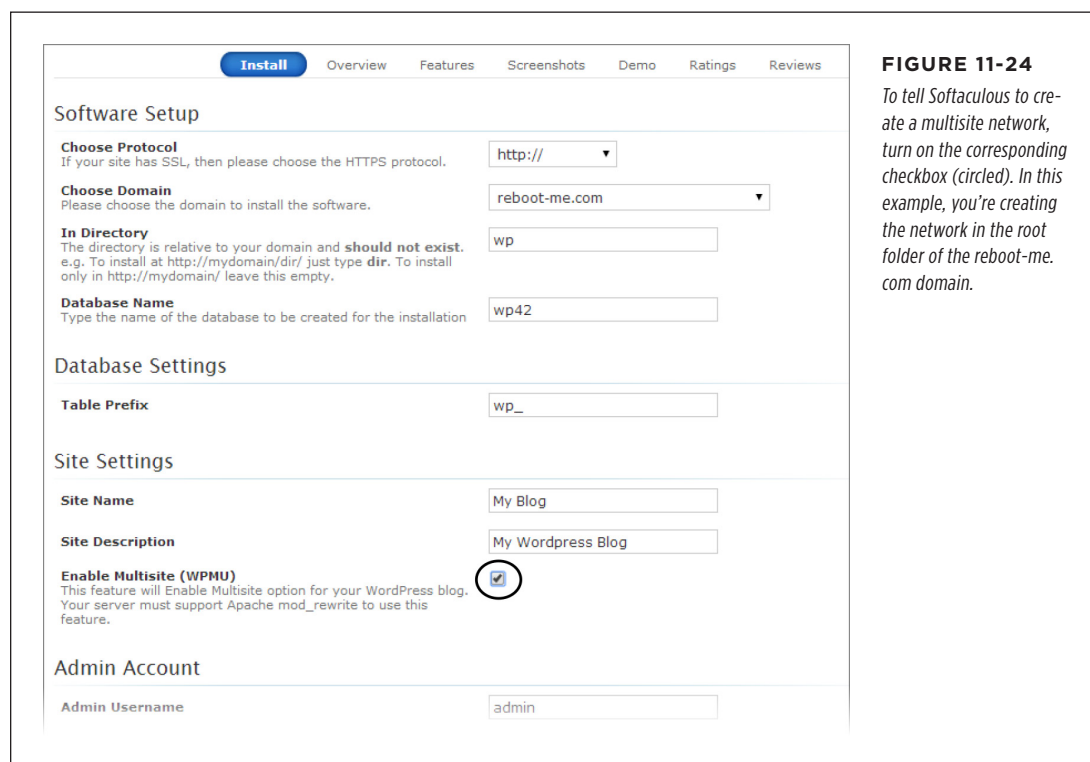 Install Overview Features Screenshots Demo Ratings Reviews
Software Setup
Choose Protocol
If your site has SSL, then please choose the HTTPS protocol.
http://
Choose Domain
Please choose the domain to install the software.
reboot-me.com
In Directory
The directory is relative to your domain and should not exist.
e.g. To install at http://mydomain/dir/ just type dir. To install
only in http://mydomain/ leave this empty.
wp
Database Name
Type the name of the database to be created for the installation
wp42
Database Settings
Table Prefix
wp_
Site Settings
Site Name
My Blog
Site Description
My Wordpress Blog
Enable Multisite (WPMU)
This feature will Enable Multisite option for your WordPress blog.
Your server must support Apache mod_rewrite to use this
feature.
Admin Account
Admin Username
admin
FIGURE 11-24
To tell Softaculous to cre-
ate a multisite network,
turn on the corresponding
checkbox (circled). In this
example, you're creating
the network in the root
folder of the reboot-me.
com domain.